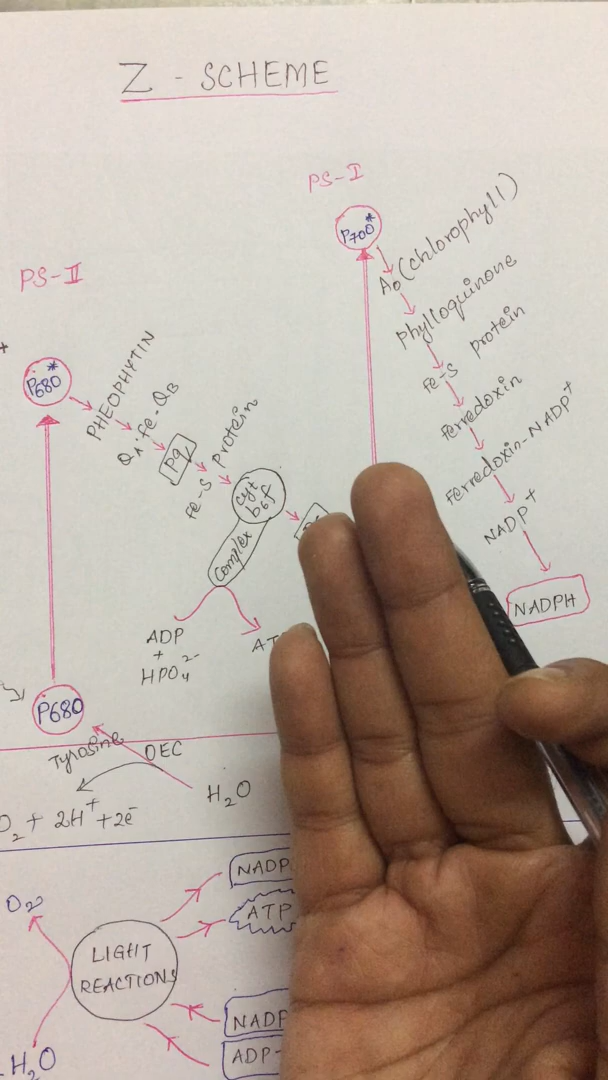 Z - SCHEME
PS-I
P700*
A0 (chlorophyll)
Phylloquinone
Fe-S protein
Ferredoxin
Ferredoxin-NADP+
NADP+
NADPH
PS-II
P680*
PHEOPHYTIN
QA-Fe-QB
PQ
Fe-S Protein
Cyt b6f
Complex
ADP
+
HPO4 2-
P680
Tyrosine
OEC
H2O
+ 2H+ + 2e-
O2
LIGHT
REACTIONS
H2O
ATP